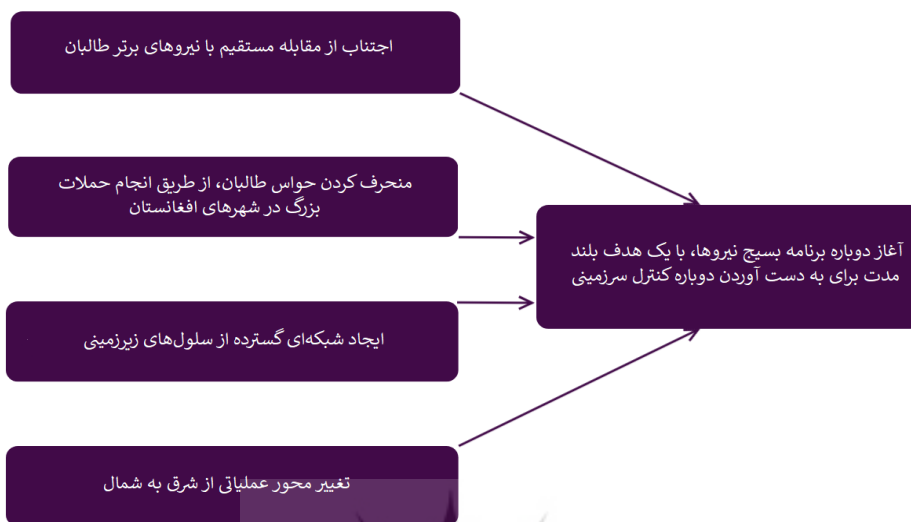 اجتناب از مقابله مستقیم با نیروهای برتر طالبان
منحرف کردن حواس طالبان، از طریق انجام حملات
بزرگ در شهرهای افغانستان
آغاز دوباره برنامه بسیج نیروها، با یک هدف بلند
مدت برای به دست آوردن دوباره کنترل سرزمینی
ایجاد شبکه‌ای گسترده از سلول‌های زیرزمینی
تغییر محور عملیاتی از شرق به شمال